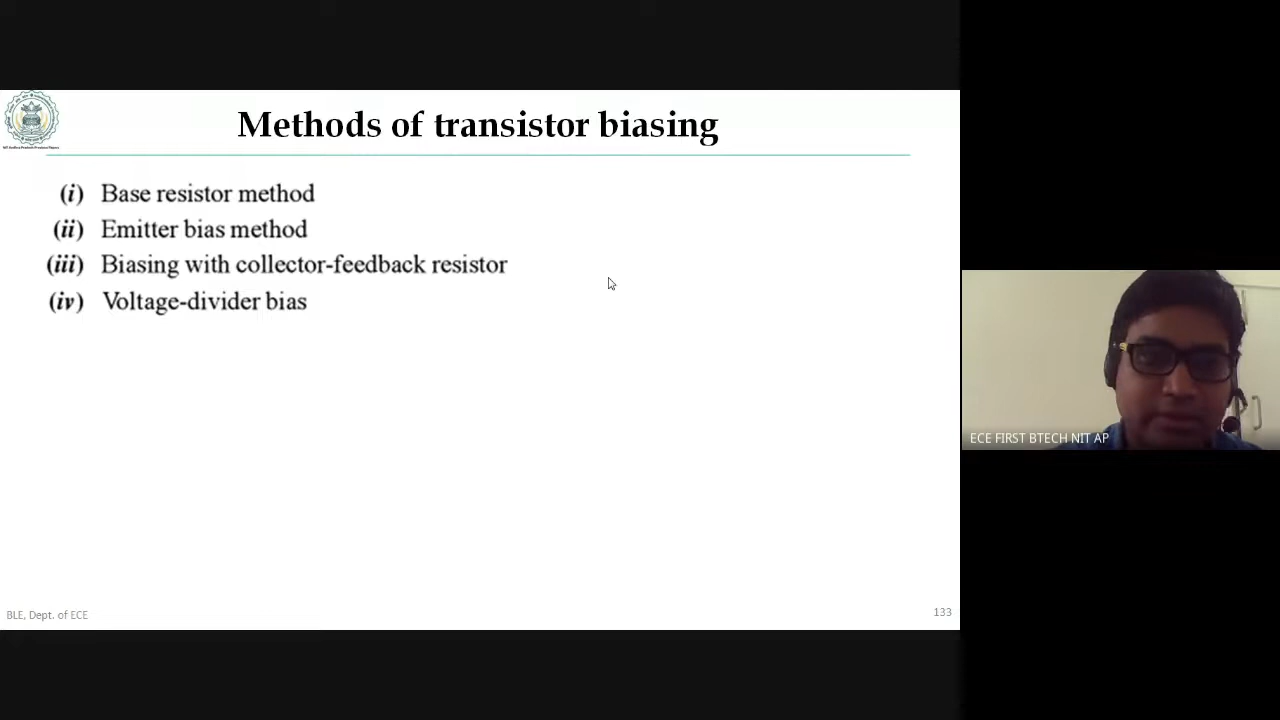 Methods of transistor biasing
(i) Base resistor method
(ii) Emitter bias method
(iii) Biasing with collector-feedback resistor
(iv) Voltage-divider bias
ECE FIRST BTECH NIT AP
BLE, Dept. of ECE
133